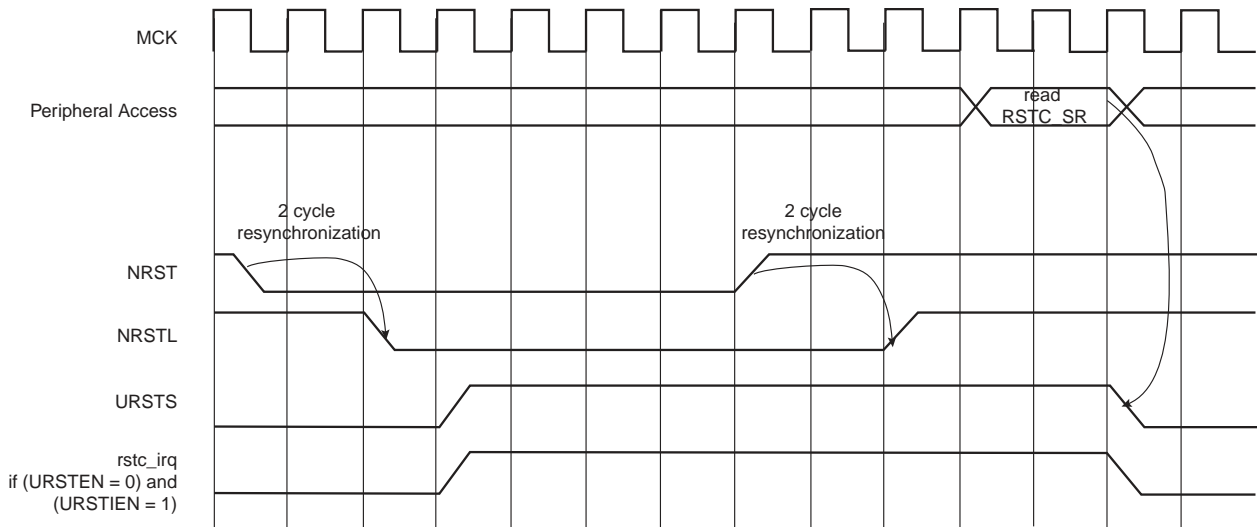 MCK
Peripheral Access
read
RSTC_SR
2 cycle
resynchronization
2 cycle
resynchronization
NRST
NRSTL
URSTS
rstc_irq
if (URSTEN = 0) and
(URSTIEN = 1)